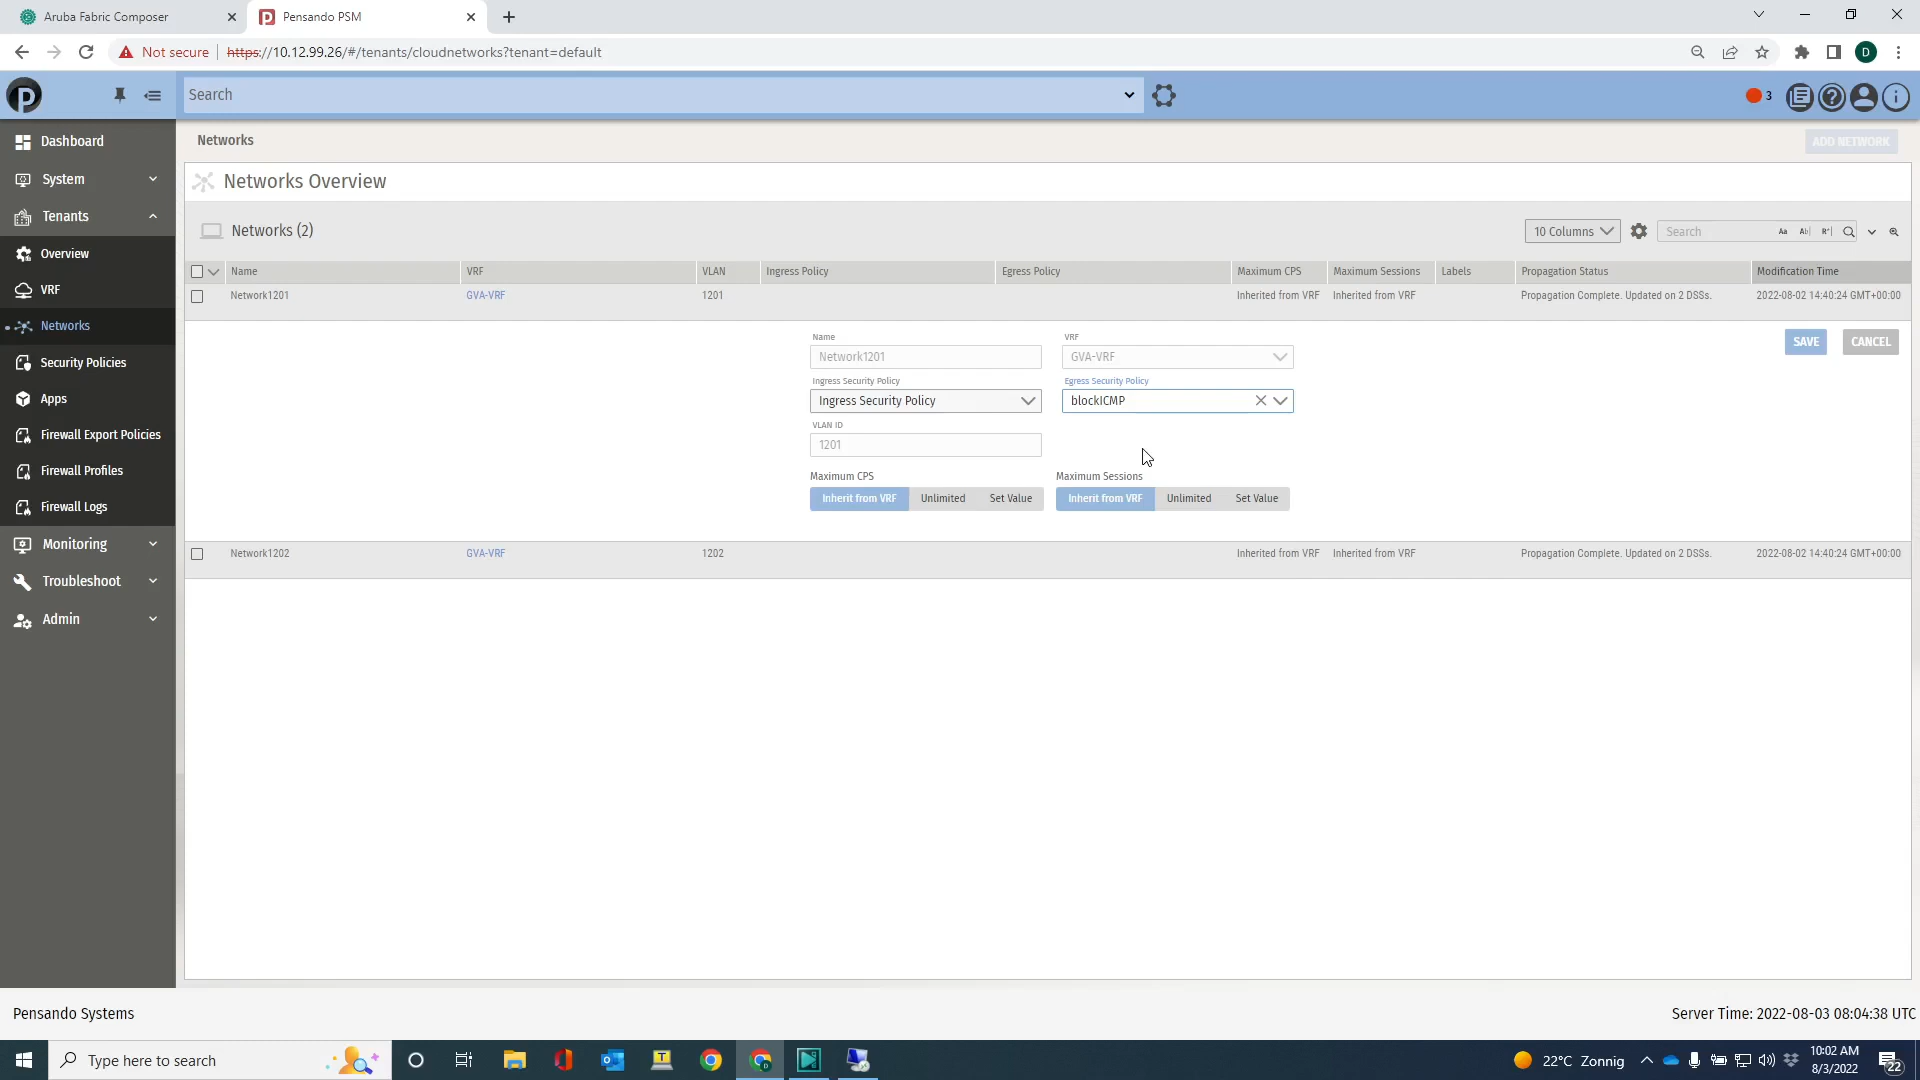 Aruba Fabric Composer
Pensando PSM
Not secure https://10.12.99.26/#/tenants/cloudnetworks?tenant=default
D
Search
3
Dashboard
System
Tenants
Overview
VRF
Networks
Security Policies
Apps
Firewall Export Policies
Firewall Profiles
Firewall Logs
Monitoring
Troubleshoot
Admin
Networks
ADD NETWORK
Networks Overview
Networks (2)
10 Columns
Search
Name VRF VLAN Ingress Policy Egress Policy Maximum CPS Maximum Sessions Labels Propagation Status Modification Time
Network1201 GVA-VRF 1201 Inherited from VRF Inherited from VRF Propagation Complete. Updated on 2 DSSs. 2022-08-02 14:40:24 GMT+00:00
Name VRF
Network1201 GVA-VRF
SAVE CANCEL
Ingress Security Policy Egress Security Policy
Ingress Security Policy blockICMP
VLAN ID
1201
Maximum CPS Maximum Sessions
Inherit from VRF Unlimited Set Value Inherit from VRF Unlimited Set Value
Network1202 GVA-VRF 1202 Inherited from VRF Inherited from VRF Propagation Complete. Updated on 2 DSSs. 2022-08-02 14:40:24 GMT+00:00
Pensando Systems
Server Time: 2022-08-03 08:04:38 UTC
Type here to search
22°C Zonnig
10:02 AM
8/3/2022
22